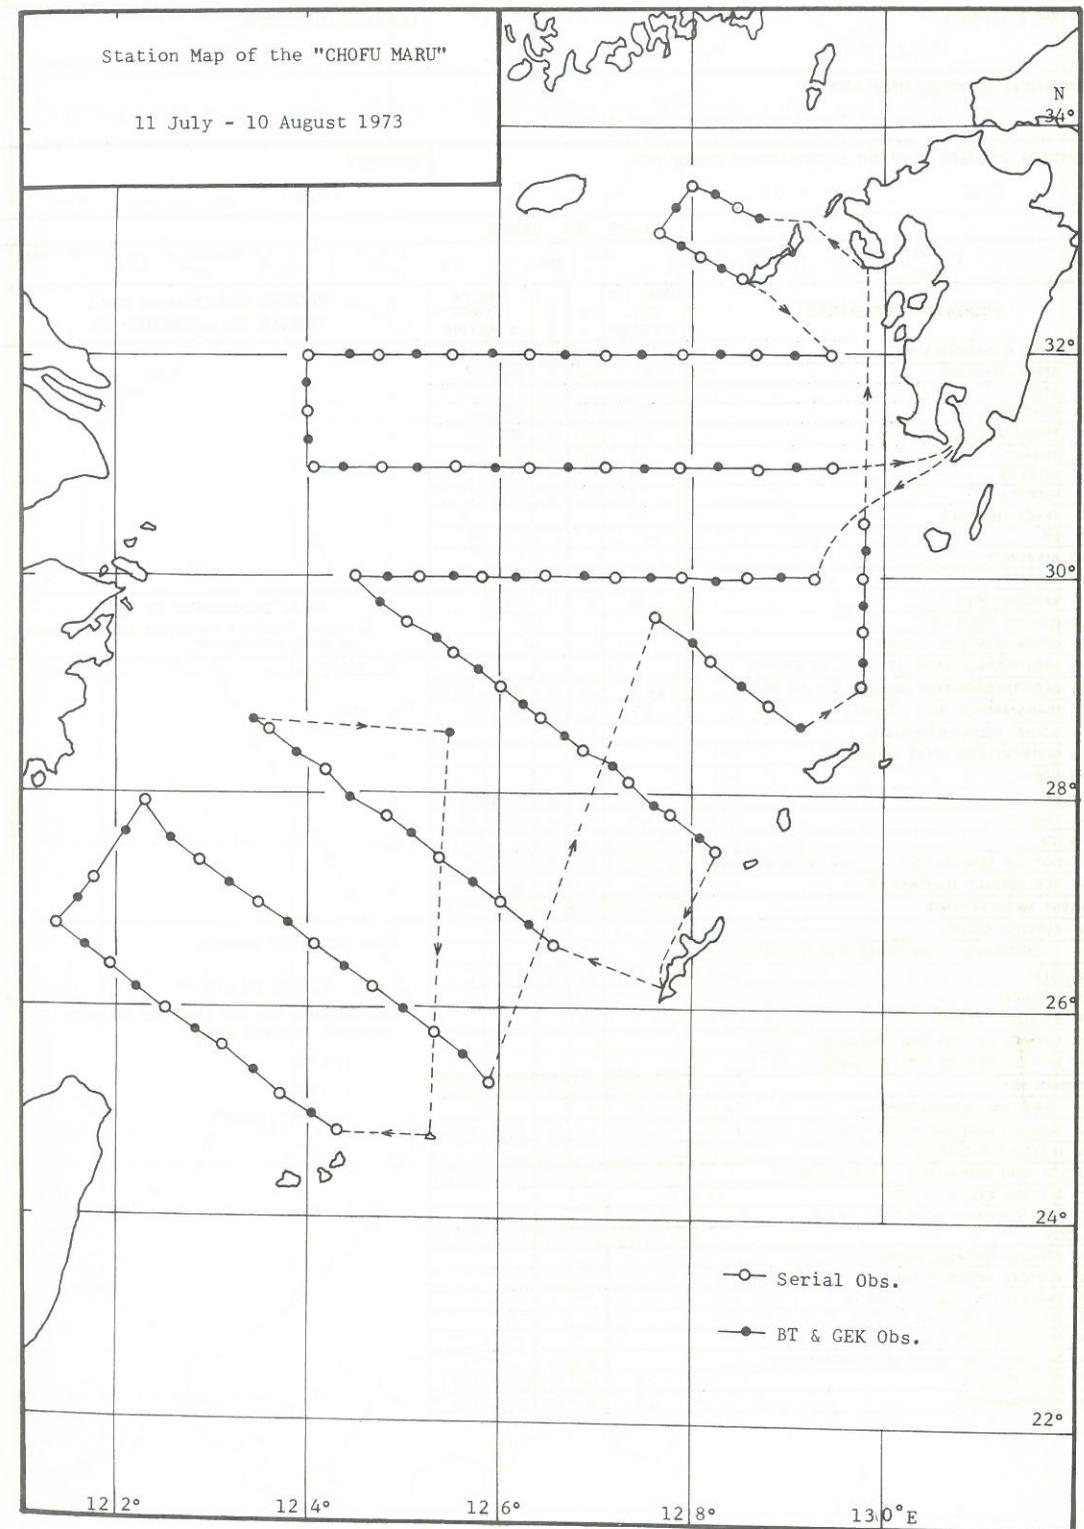 Station Map of the "CHOFU MARU"
11 July - 10 August 1973
N
34°
32°
30°
28°
26°
24°
Serial Obs.
BT & GEK Obs.
22°
122° 124° 126° 128° 130°E